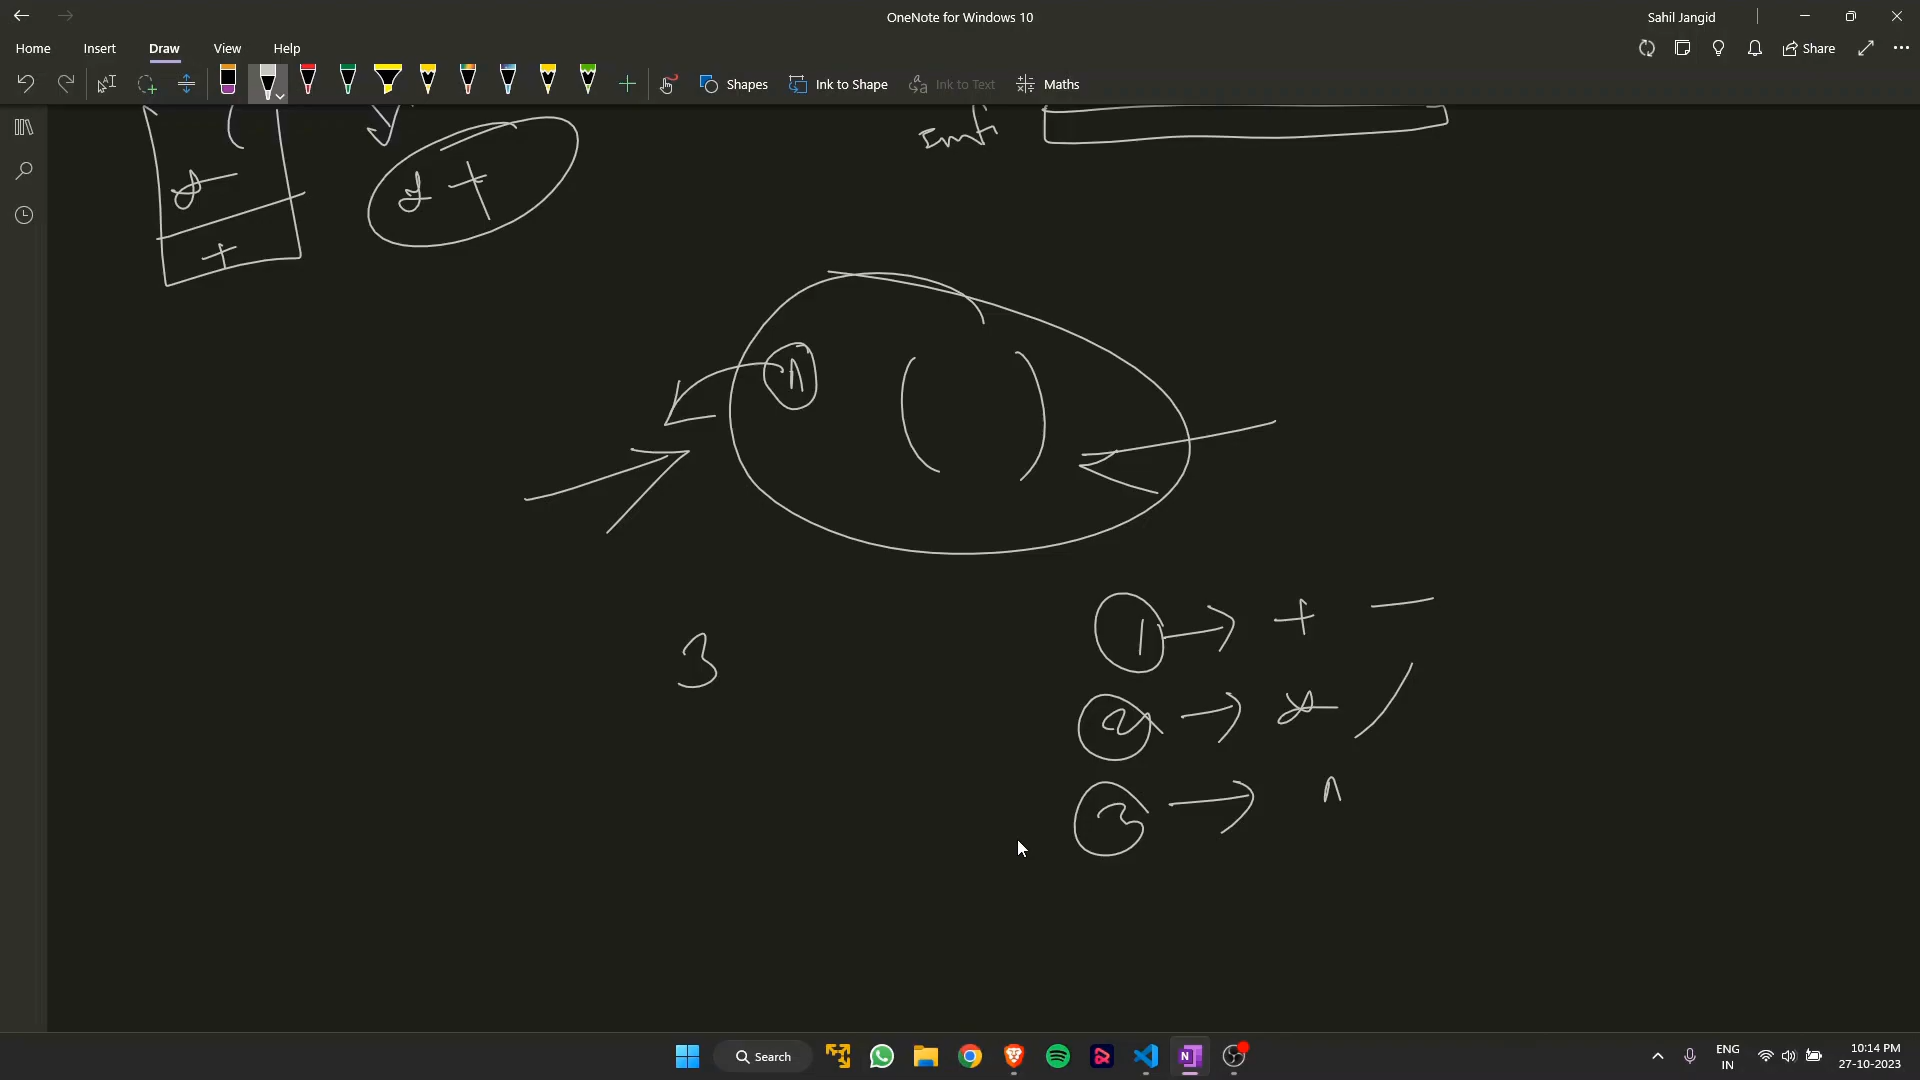 OneNote for Windows 10
Sahil Jangid
Home Insert Draw View Help
Share
Shapes
Ink to Shape
Ink to Text
Maths
(
*
+
* +
^ ( )
3
1 → + -
2 → * /
3 → ^
Search
ENG
IN
10:14 PM
27-10-2023